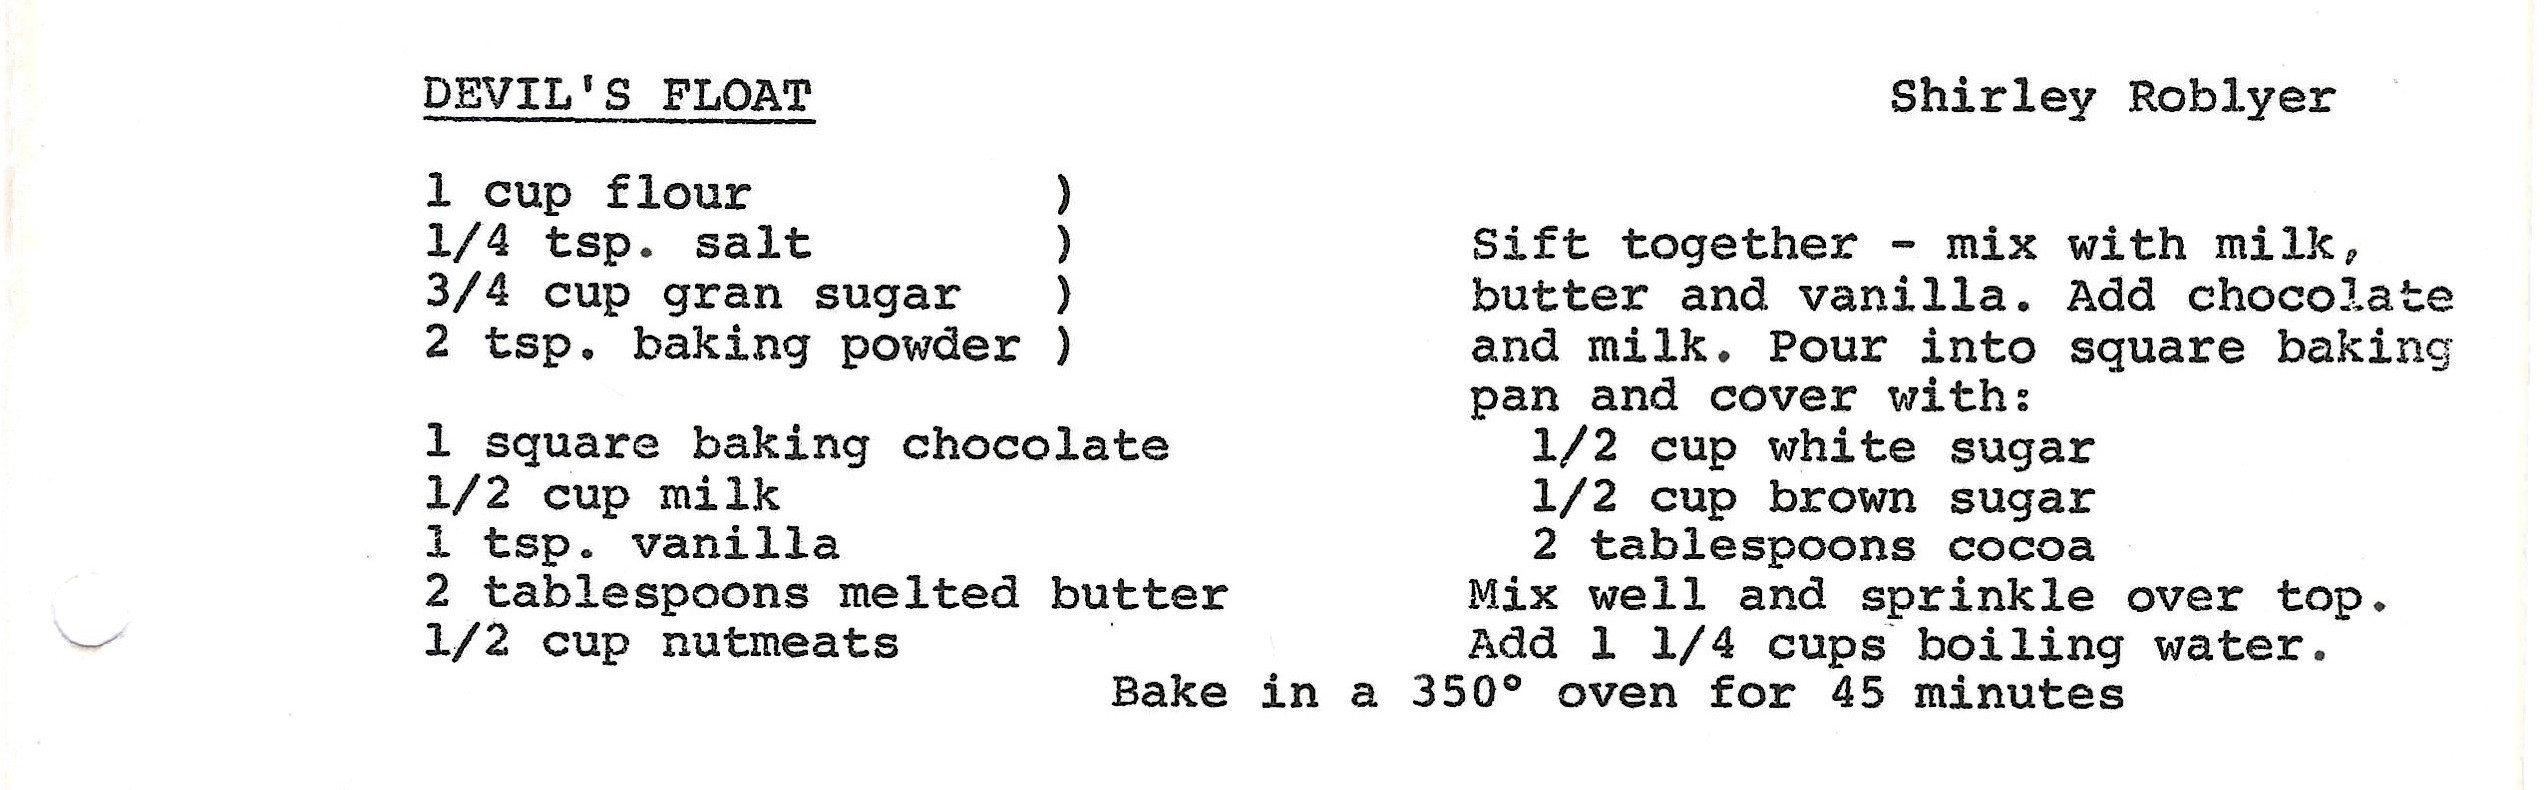 DEVIL'S FLOAT
Shirley Roblyer
1 cup flour )
1/4 tsp. salt )
3/4 cup gran sugar )
2 tsp. baking powder )
1 square baking chocolate
1/2 cup milk
1 tsp. vanilla
2 tablespoons melted butter
1/2 cup nutmeats
Sift together - mix with milk,
butter and vanilla. Add chocolate
and milk. Pour into square baking
pan and cover with:
1/2 cup white sugar
1/2 cup brown sugar
2 tablespoons cocoa
Mix well and sprinkle over top.
Add 1 1/4 cups boiling water.
Bake in a 350° oven for 45 minutes